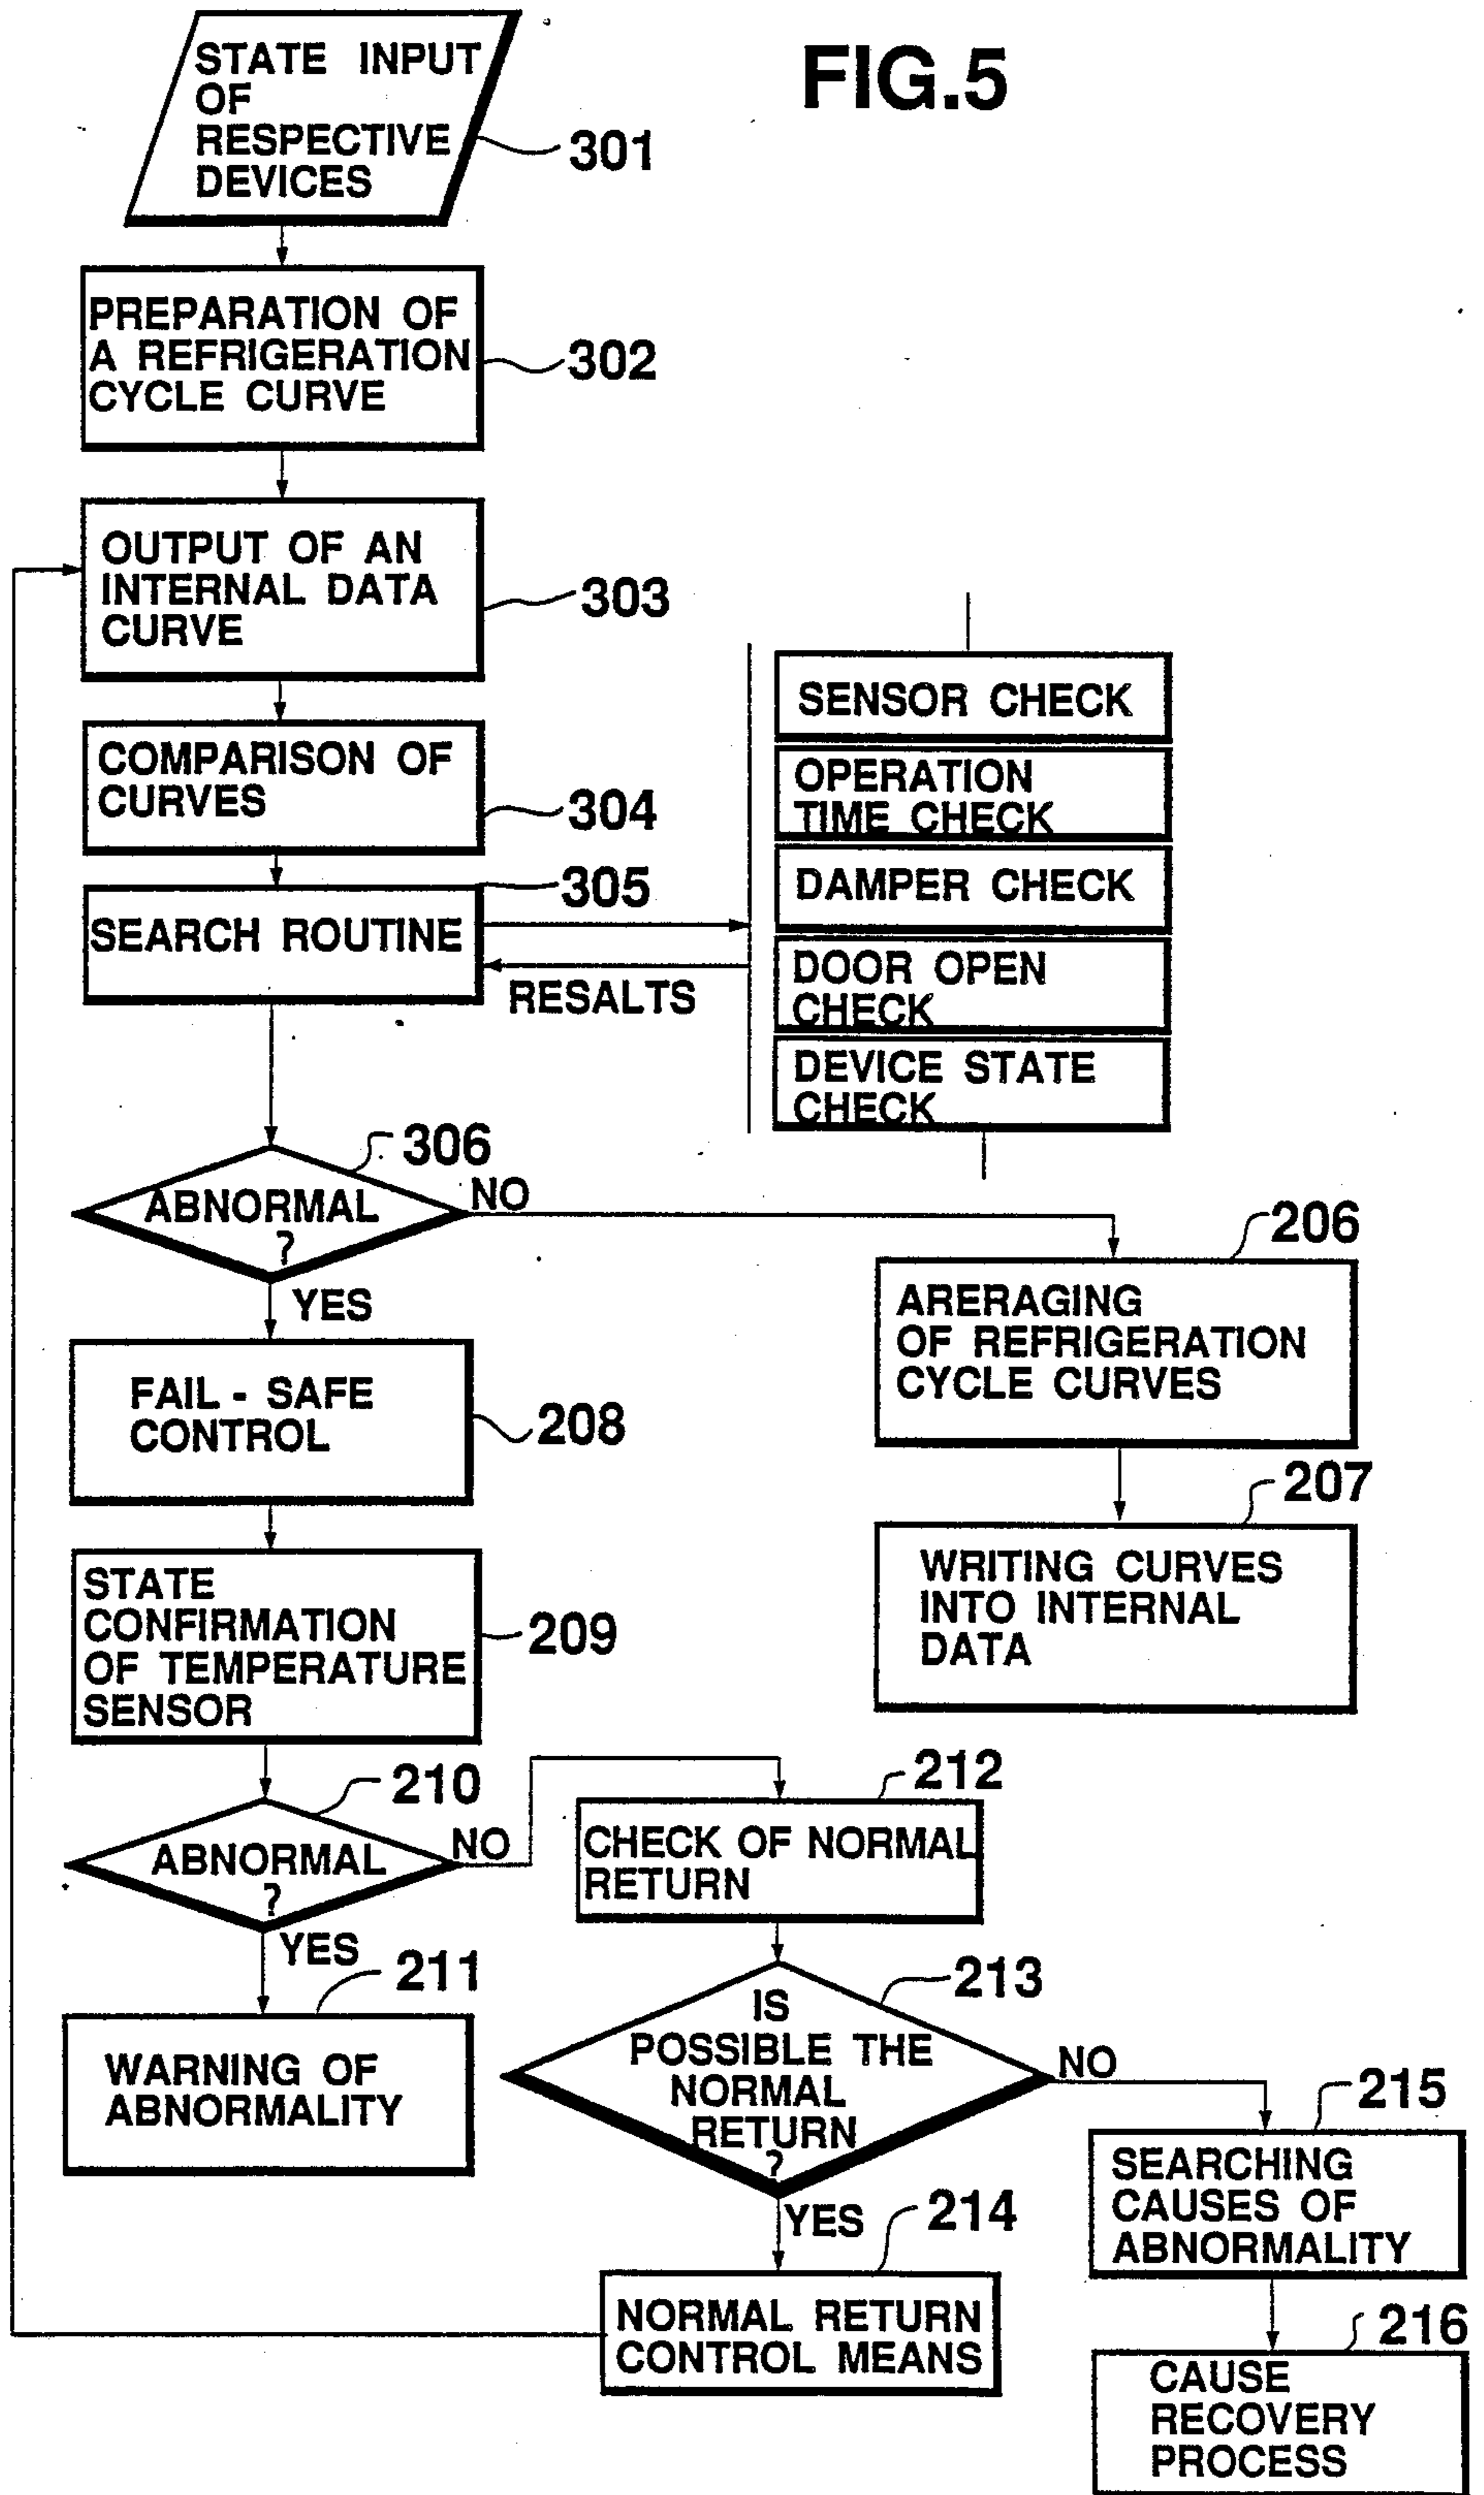 FIG.5
STATE INPUT
OF
RESPECTIVE
DEVICES
301
PREPARATION OF
A REFRIGERATION
CYCLE CURVE
302
OUTPUT OF AN
INTERNAL DATA
CURVE
303
COMPARISON OF
CURVES
304
SEARCH ROUTINE
305
RESALTS
SENSOR CHECK
OPERATION
TIME CHECK
DAMPER CHECK
DOOR OPEN
CHECK
DEVICE STATE
CHECK
306
ABNORMAL
?
NO
YES
206
ARERAGING
OF REFRIGERATION
CYCLE CURVES
207
WRITING CURVES
INTO INTERNAL
DATA
FAIL - SAFE
CONTROL
208
STATE
CONFIRMATION
OF TEMPERATURE
SENSOR
209
210
ABNORMAL
?
NO
YES
211
WARNING OF
ABNORMALITY
212
CHECK OF NORMAL
RETURN
213
IS
POSSIBLE THE
NORMAL
RETURN
?
NO
YES
214
NORMAL RETURN
CONTROL MEANS
215
SEARCHING
CAUSES OF
ABNORMALITY
216
CAUSE
RECOVERY
PROCESS